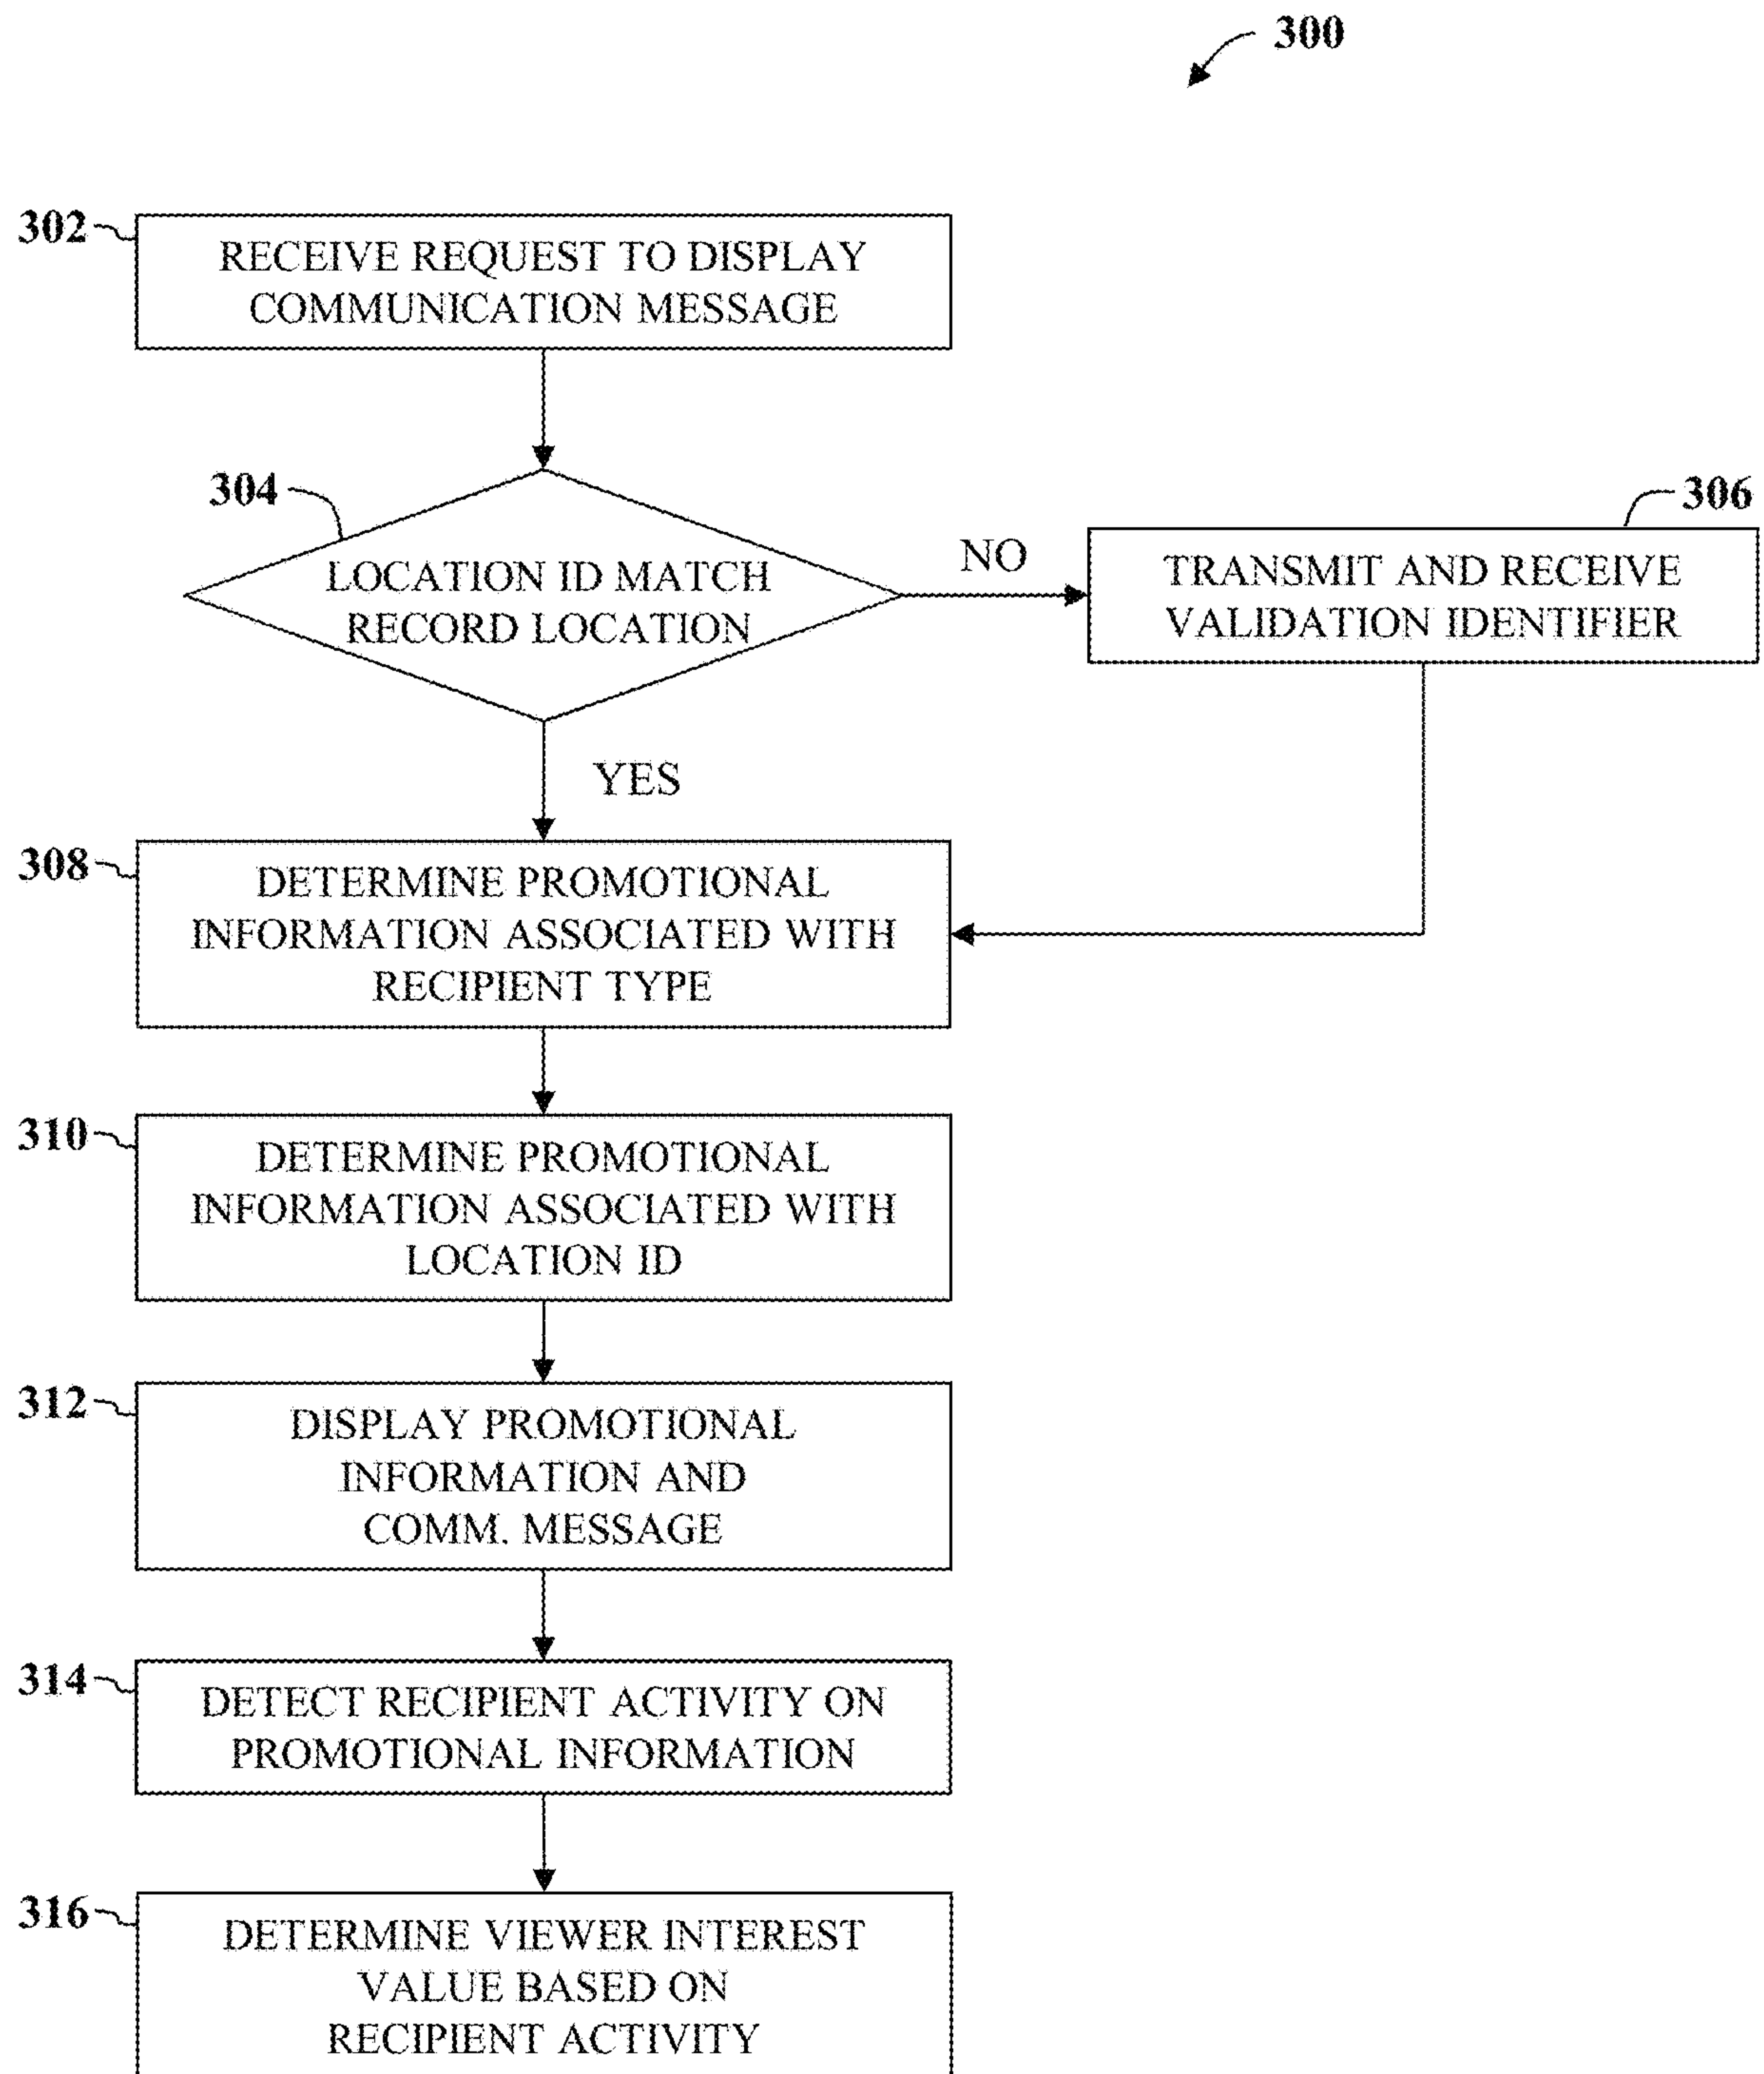 300
302
RECEIVE REQUEST TO DISPLAY
COMMUNICATION MESSAGE
304
LOCATION ID MATCH
RECORD LOCATION
NO
306
TRANSMIT AND RECEIVE
VALIDATION IDENTIFIER
YES
308
DETERMINE PROMOTIONAL
INFORMATION ASSOCIATED WITH
RECIPIENT TYPE
310
DETERMINE PROMOTIONAL
INFORMATION ASSOCIATED WITH
LOCATION ID
312
DISPLAY PROMOTIONAL
INFORMATION AND
COMM. MESSAGE
314
DETECT RECIPIENT ACTIVITY ON
PROMOTIONAL INFORMATION
316
DETERMINE VIEWER INTEREST
VALUE BASED ON
RECIPIENT ACTIVITY